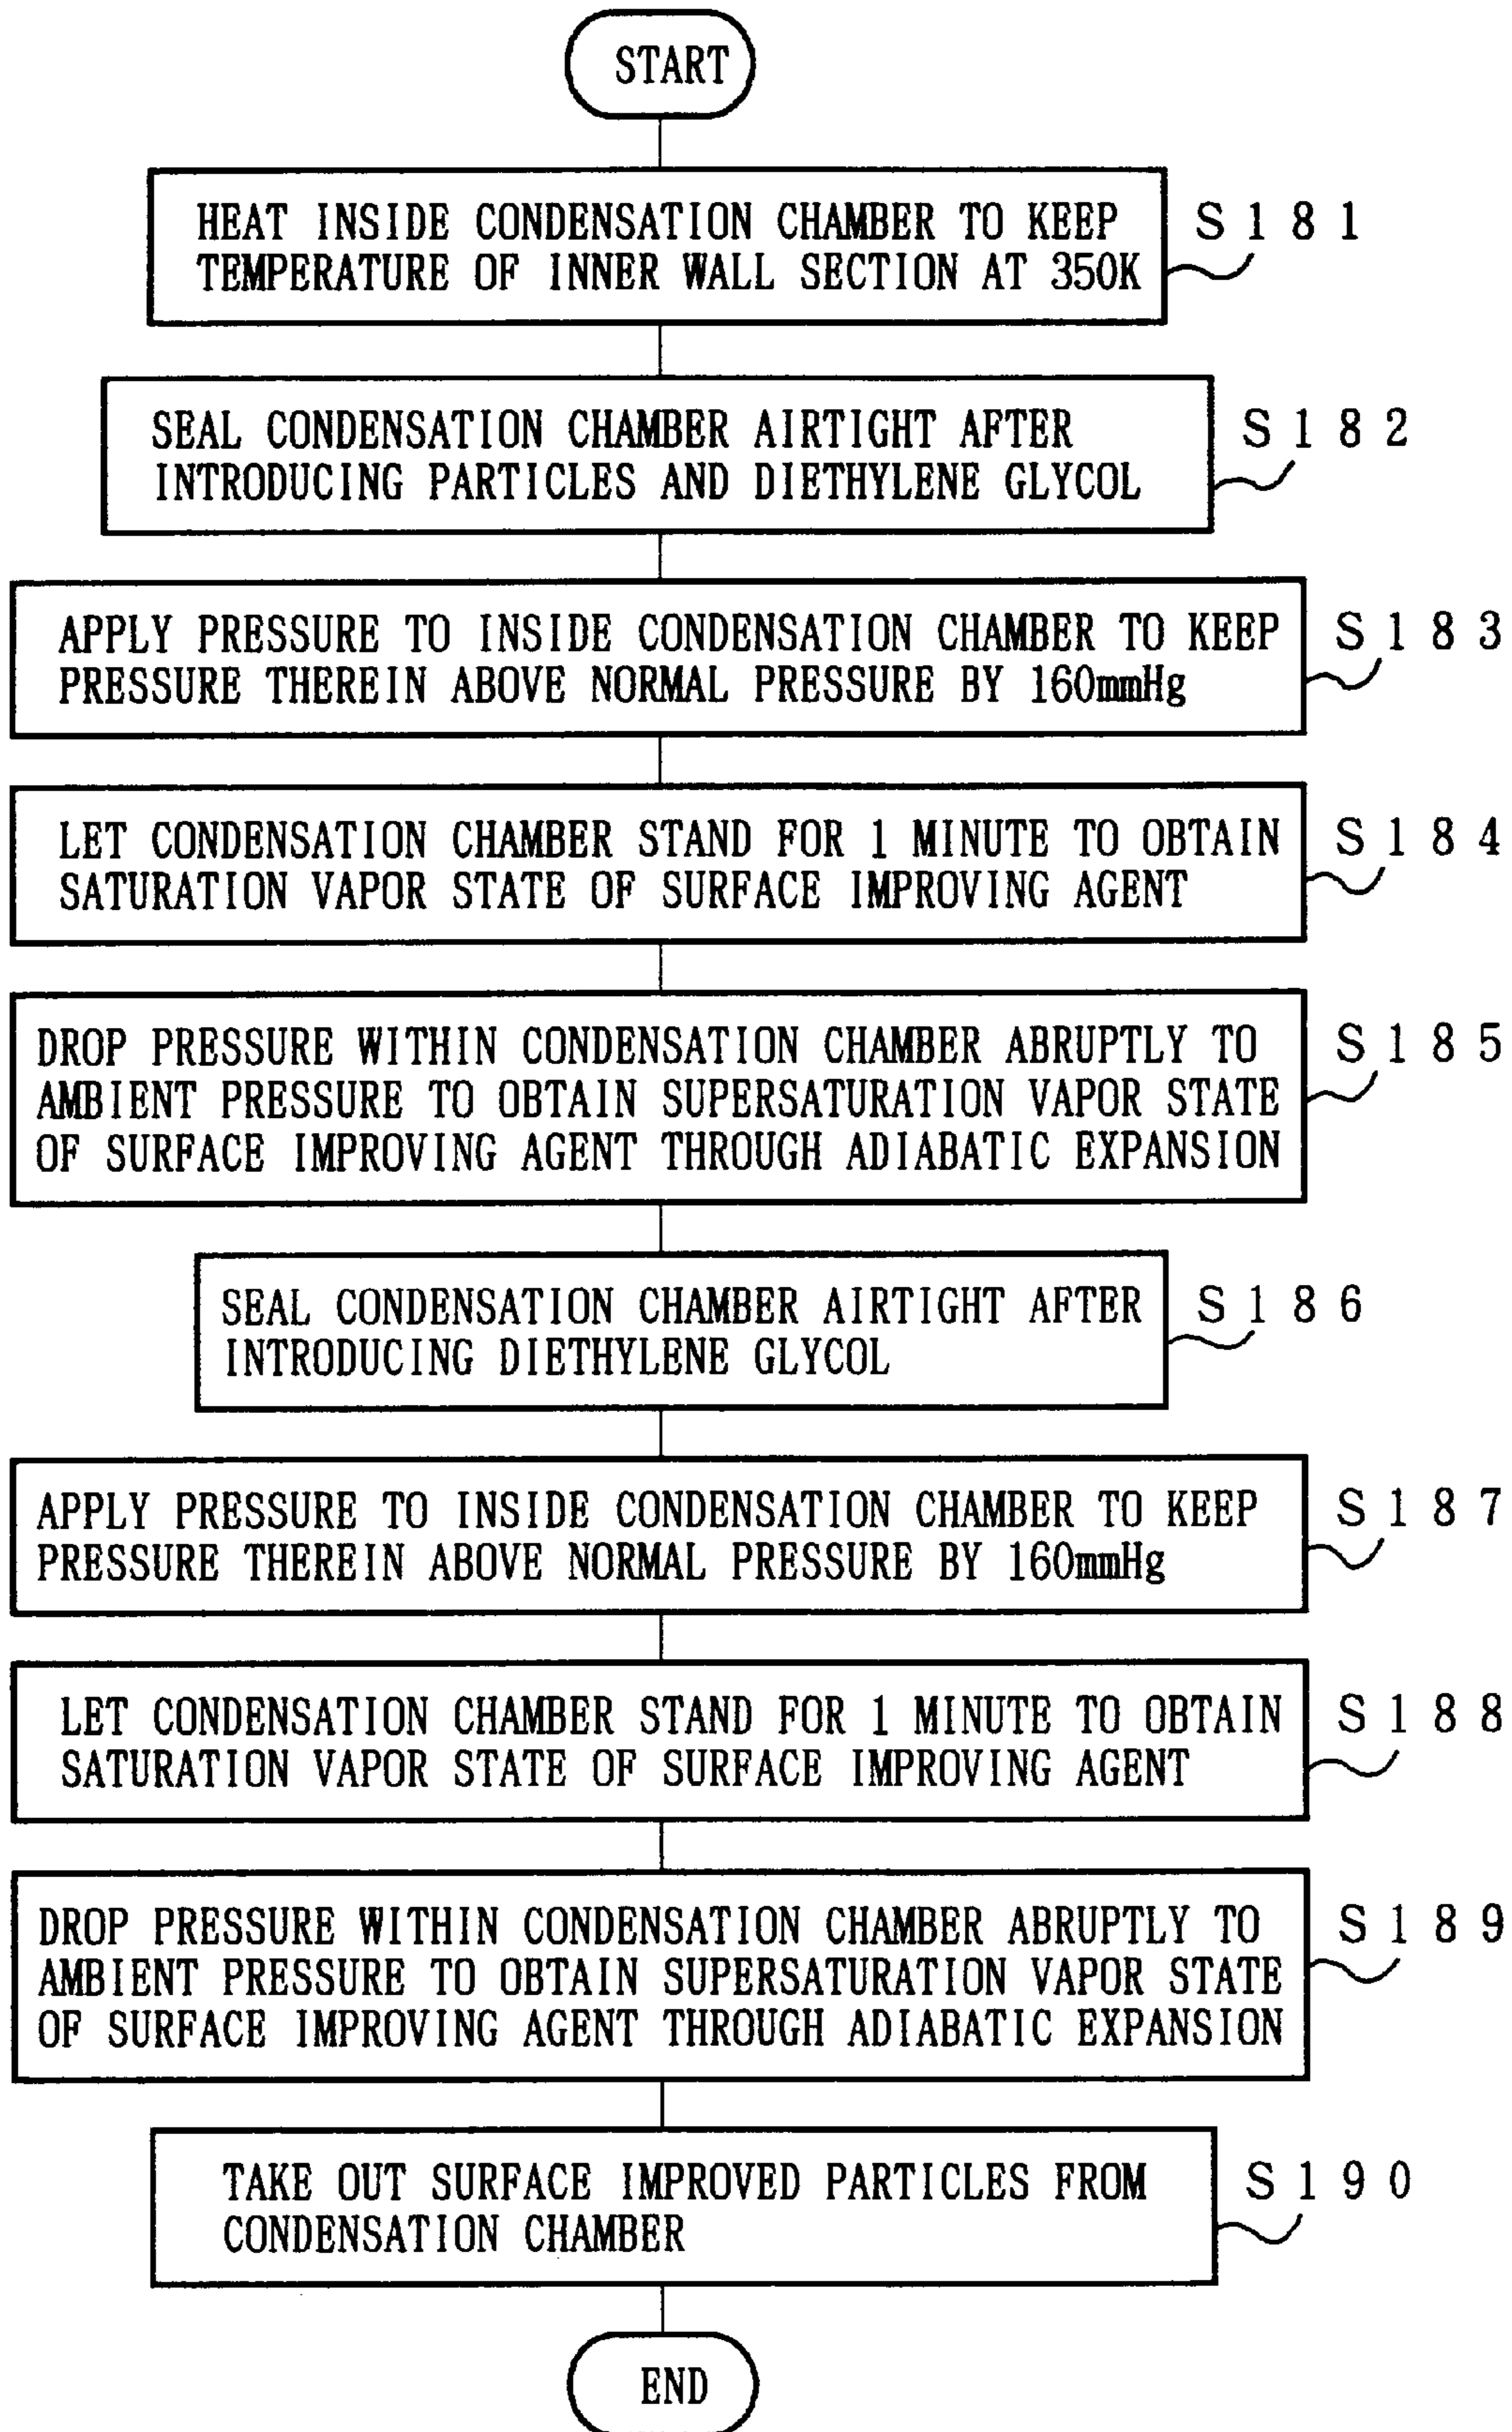 START
HEAT INSIDE CONDENSATION CHAMBER TO KEEP
TEMPERATURE OF INNER WALL SECTION AT 350K
S181
SEAL CONDENSATION CHAMBER AIRTIGHT AFTER
INTRODUCING PARTICLES AND DIETHYLENE GLYCOL
S182
APPLY PRESSURE TO INSIDE CONDENSATION CHAMBER TO KEEP
PRESSURE THEREIN ABOVE NORMAL PRESSURE BY 160mmHg
S183
LET CONDENSATION CHAMBER STAND FOR 1 MINUTE TO OBTAIN
SATURATION VAPOR STATE OF SURFACE IMPROVING AGENT
S184
DROP PRESSURE WITHIN CONDENSATION CHAMBER ABRUPTLY TO
AMBIENT PRESSURE TO OBTAIN SUPERSATURATION VAPOR STATE
OF SURFACE IMPROVING AGENT THROUGH ADIABATIC EXPANSION
S185
SEAL CONDENSATION CHAMBER AIRTIGHT AFTER
INTRODUCING DIETHYLENE GLYCOL
S186
APPLY PRESSURE TO INSIDE CONDENSATION CHAMBER TO KEEP
PRESSURE THEREIN ABOVE NORMAL PRESSURE BY 160mmHg
S187
LET CONDENSATION CHAMBER STAND FOR 1 MINUTE TO OBTAIN
SATURATION VAPOR STATE OF SURFACE IMPROVING AGENT
S188
DROP PRESSURE WITHIN CONDENSATION CHAMBER ABRUPTLY TO
AMBIENT PRESSURE TO OBTAIN SUPERSATURATION VAPOR STATE
OF SURFACE IMPROVING AGENT THROUGH ADIABATIC EXPANSION
S189
TAKE OUT SURFACE IMPROVED PARTICLES FROM
CONDENSATION CHAMBER
S190
END